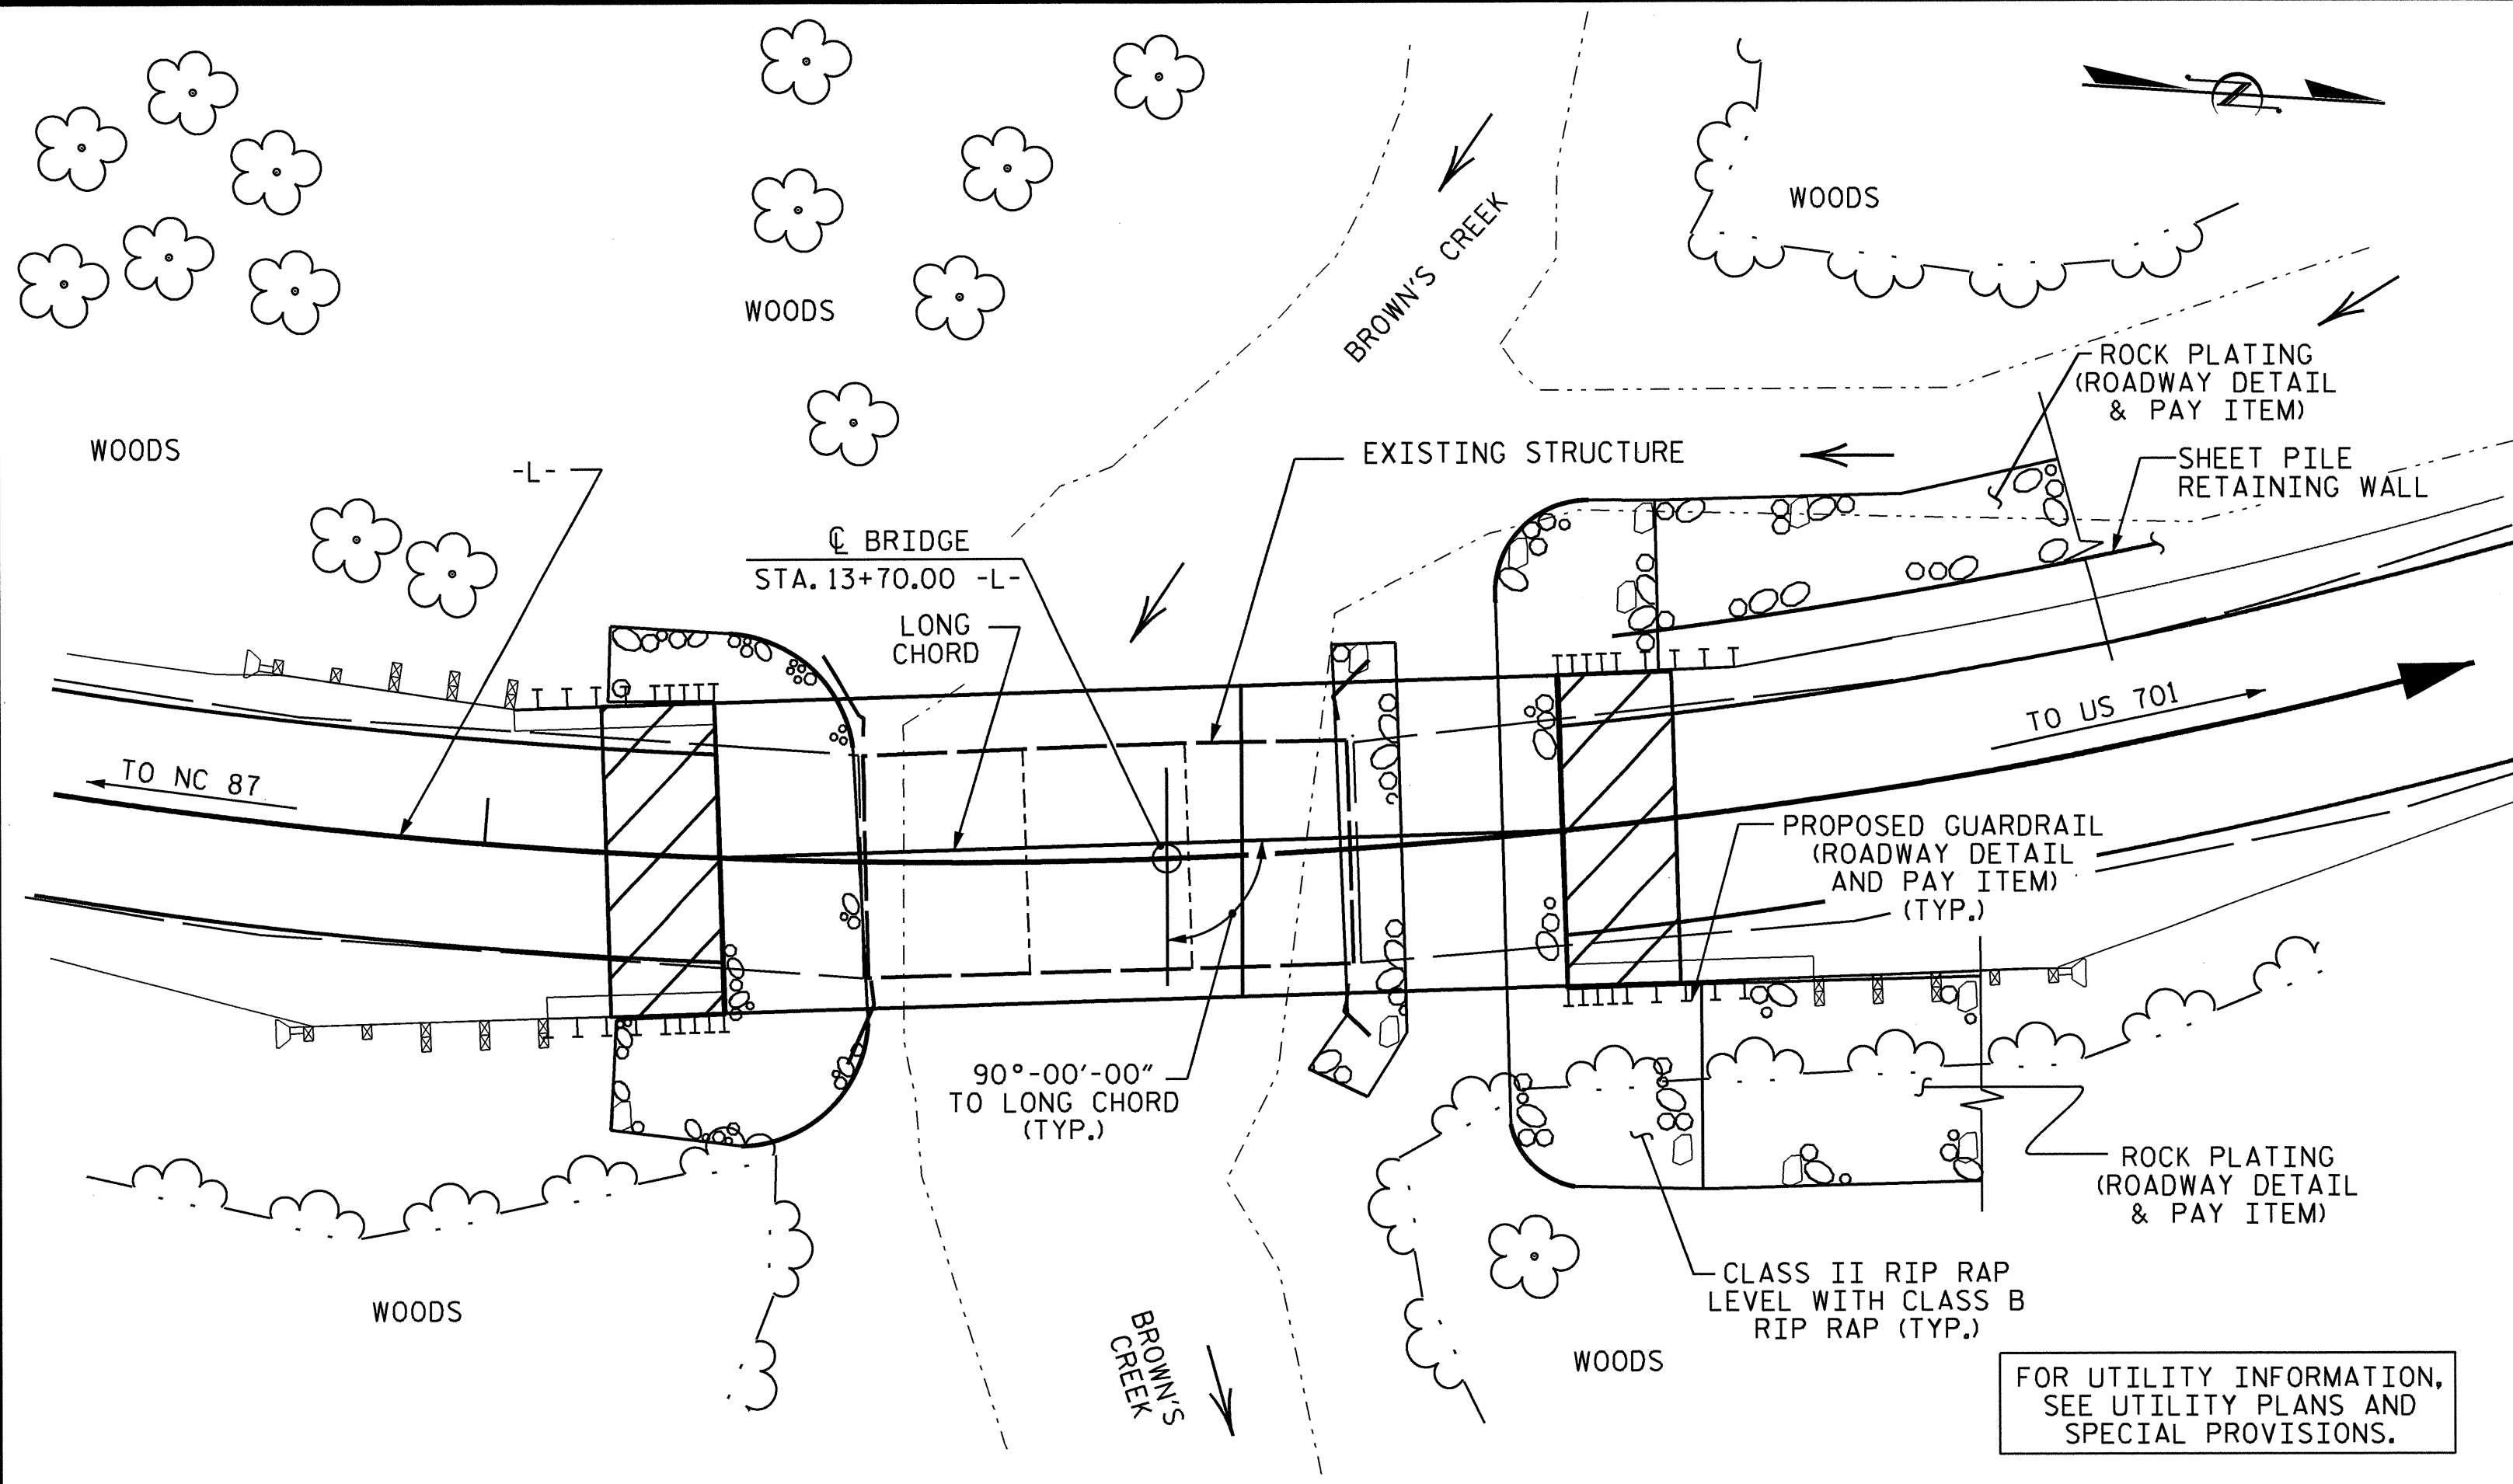 WOODS
BROWN'S CREEK
WOODS
WOODS
-L-
EXISTING STRUCTURE
ROCK PLATING
(ROADWAY DETAIL
& PAY ITEM)
SHEET PILE
RETAINING WALL
℄ BRIDGE
STA. 13+70.00 -L-
LONG
CHORD
TO US 701
TO NC 87
PROPOSED GUARDRAIL
(ROADWAY DETAIL
AND PAY ITEM)
(TYP.)
90°-00'-00"
TO LONG CHORD
(TYP.)
ROCK PLATING
(ROADWAY DETAIL
& PAY ITEM)
WOODS
BROWN'S
CREEK
CLASS II RIP RAP
LEVEL WITH CLASS B
RIP RAP (TYP.)
WOODS
FOR UTILITY INFORMATION,
SEE UTILITY PLANS AND
SPECIAL PROVISIONS.